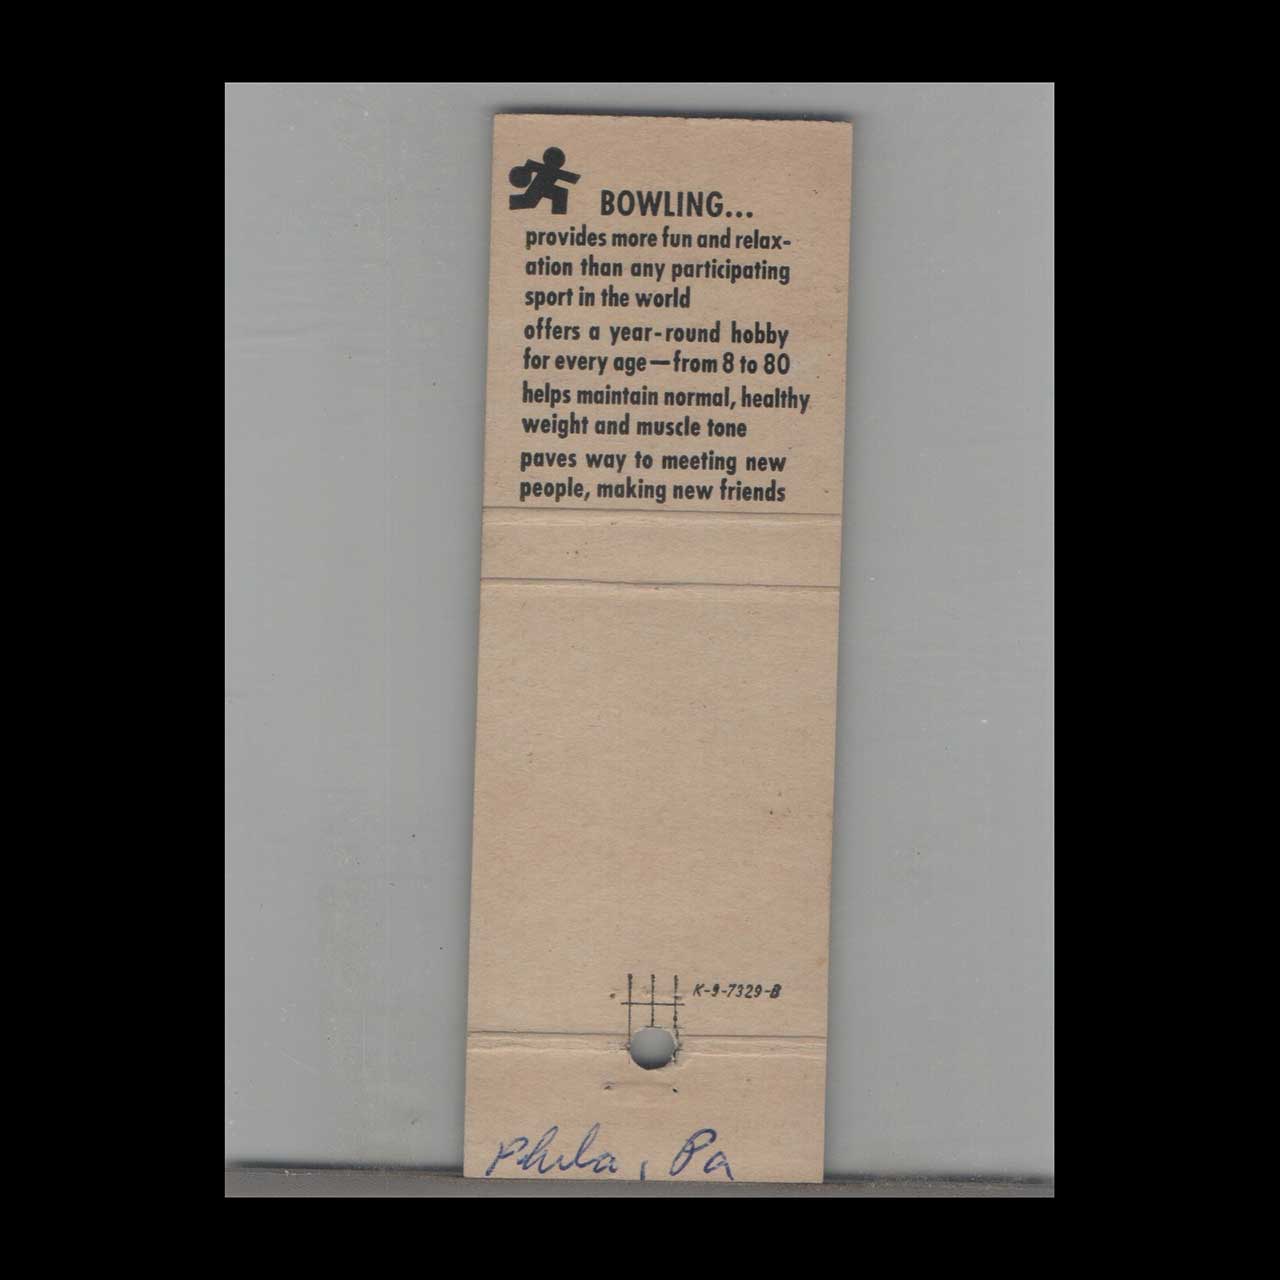 BOWLING...
provides more fun and relax-
ation than any participating
sport in the world
offers a year-round hobby
for every age—from 8 to 80
helps maintain normal, healthy
weight and muscle tone
paves way to meeting new
people, making new friends
K-9-7329-B
Phila, Pa